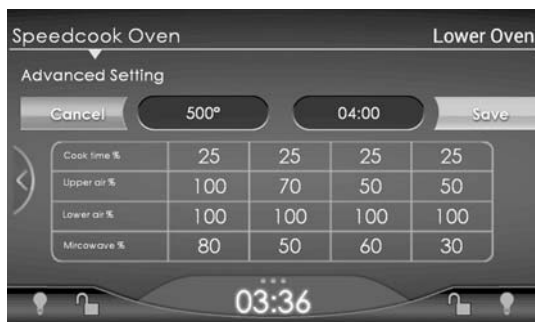 Speedcook Oven Lower Oven
Advanced Setting
Cancel 500° 04:00 Save
Cook time % 25 25 25 25
Upper air % 100 70 50 50
Lower air % 100 100 100 100
Mircowave % 80 50 60 30
03:36